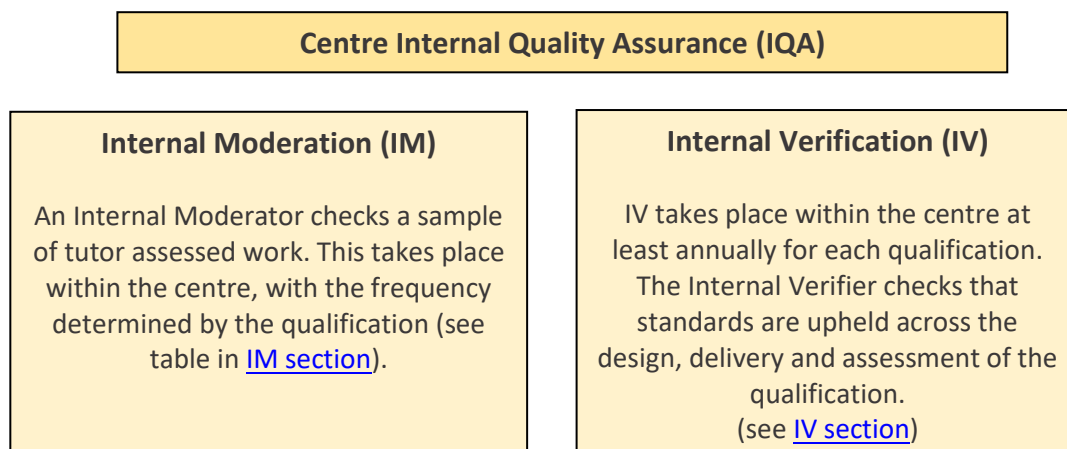 Centre Internal Quality Assurance (IQA)
Internal Moderation (IM)
An Internal Moderator checks a sample
of tutor assessed work. This takes place
within the centre, with the frequency
determined by the qualification (see
table in IM section).
Internal Verification (IV)
IV takes place within the centre at
least annually for each qualification.
The Internal Verifier checks that
standards are upheld across the
design, delivery and assessment of the
qualification.
(see IV section)